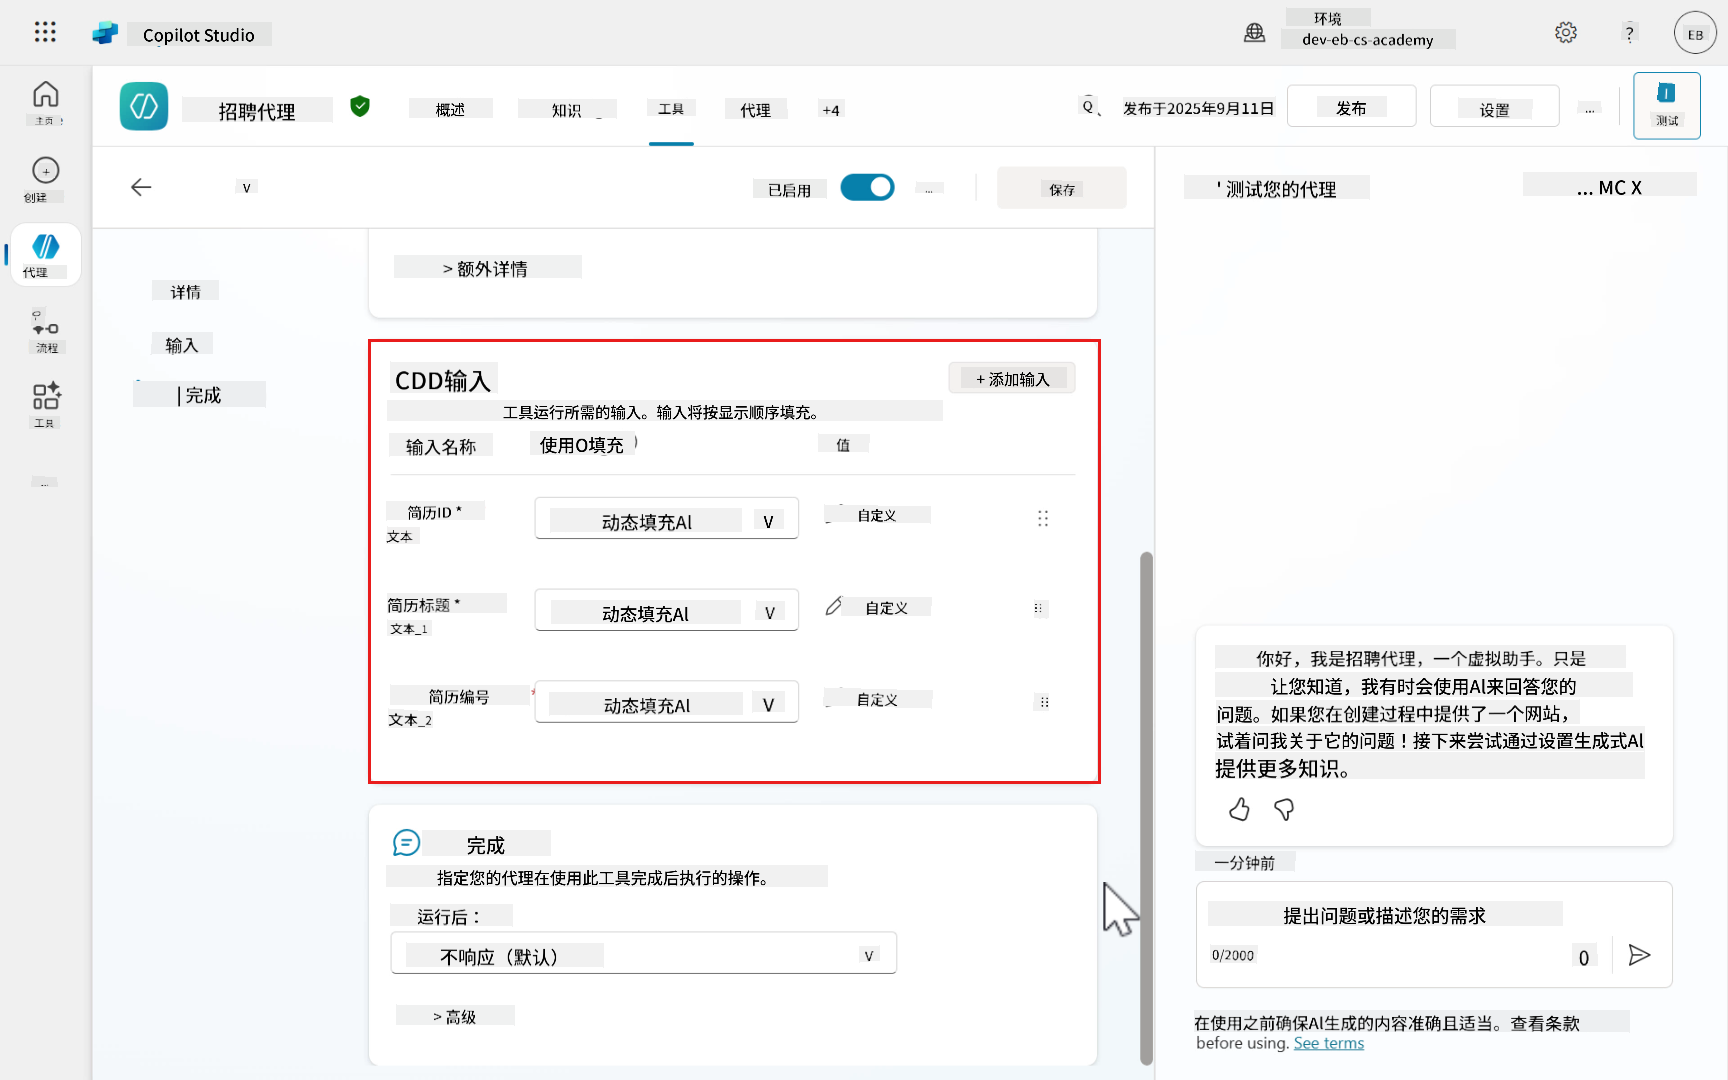 Copilot Studio
环境
dev-eb-cs-academy
?
EB
主页
创建
代理
流程
工具
...
招聘代理
概述
知识
工具
代理
+4
发布于2025年9月11日
发布
设置
...
测试
V
已启用
...
保存
' 测试您的代理
... MC X
详情
输入
| 完成
> 额外详情
CDD输入
+ 添加输入
工具运行所需的输入。输入将按显示顺序填充。
输入名称
使用O填充
值
简历ID *
文本
动态填充Al
V
自定义
简历标题 *
文本_1
动态填充Al
V
自定义
简历编号 *
文本_2
动态填充Al
V
自定义
完成
指定您的代理在使用此工具完成后执行的操作。
运行后：
不响应（默认）
V
> 高级
你好，我是招聘代理，一个虚拟助手。只是
让您知道，我有时会使用Al来回答您的
问题。如果您在创建过程中提供了一个网站，
试着问我关于它的问题！接下来尝试通过设置生成式Al
提供更多知识。
一分钟前
提出问题或描述您的需求
0/2000
0
在使用之前确保Al生成的内容准确且适当。查看条款
before using. See terms